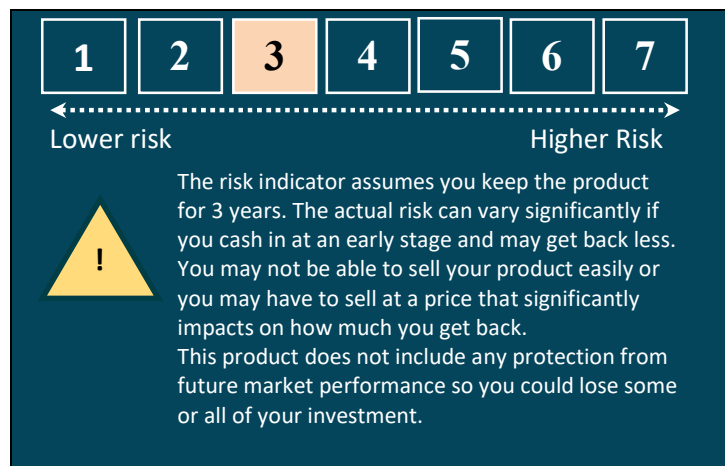 1 2 3 4 5 6 7
Lower risk Higher Risk
The risk indicator assumes you keep the product
for 3 years. The actual risk can vary significantly if
you cash in at an early stage and may get back less.
!
You may not be able to sell your product easily or
you may have to sell at a price that significantly
impacts on how much you get back.
This product does not include any protection from
future market performance so you could lose some
or all of your investment.